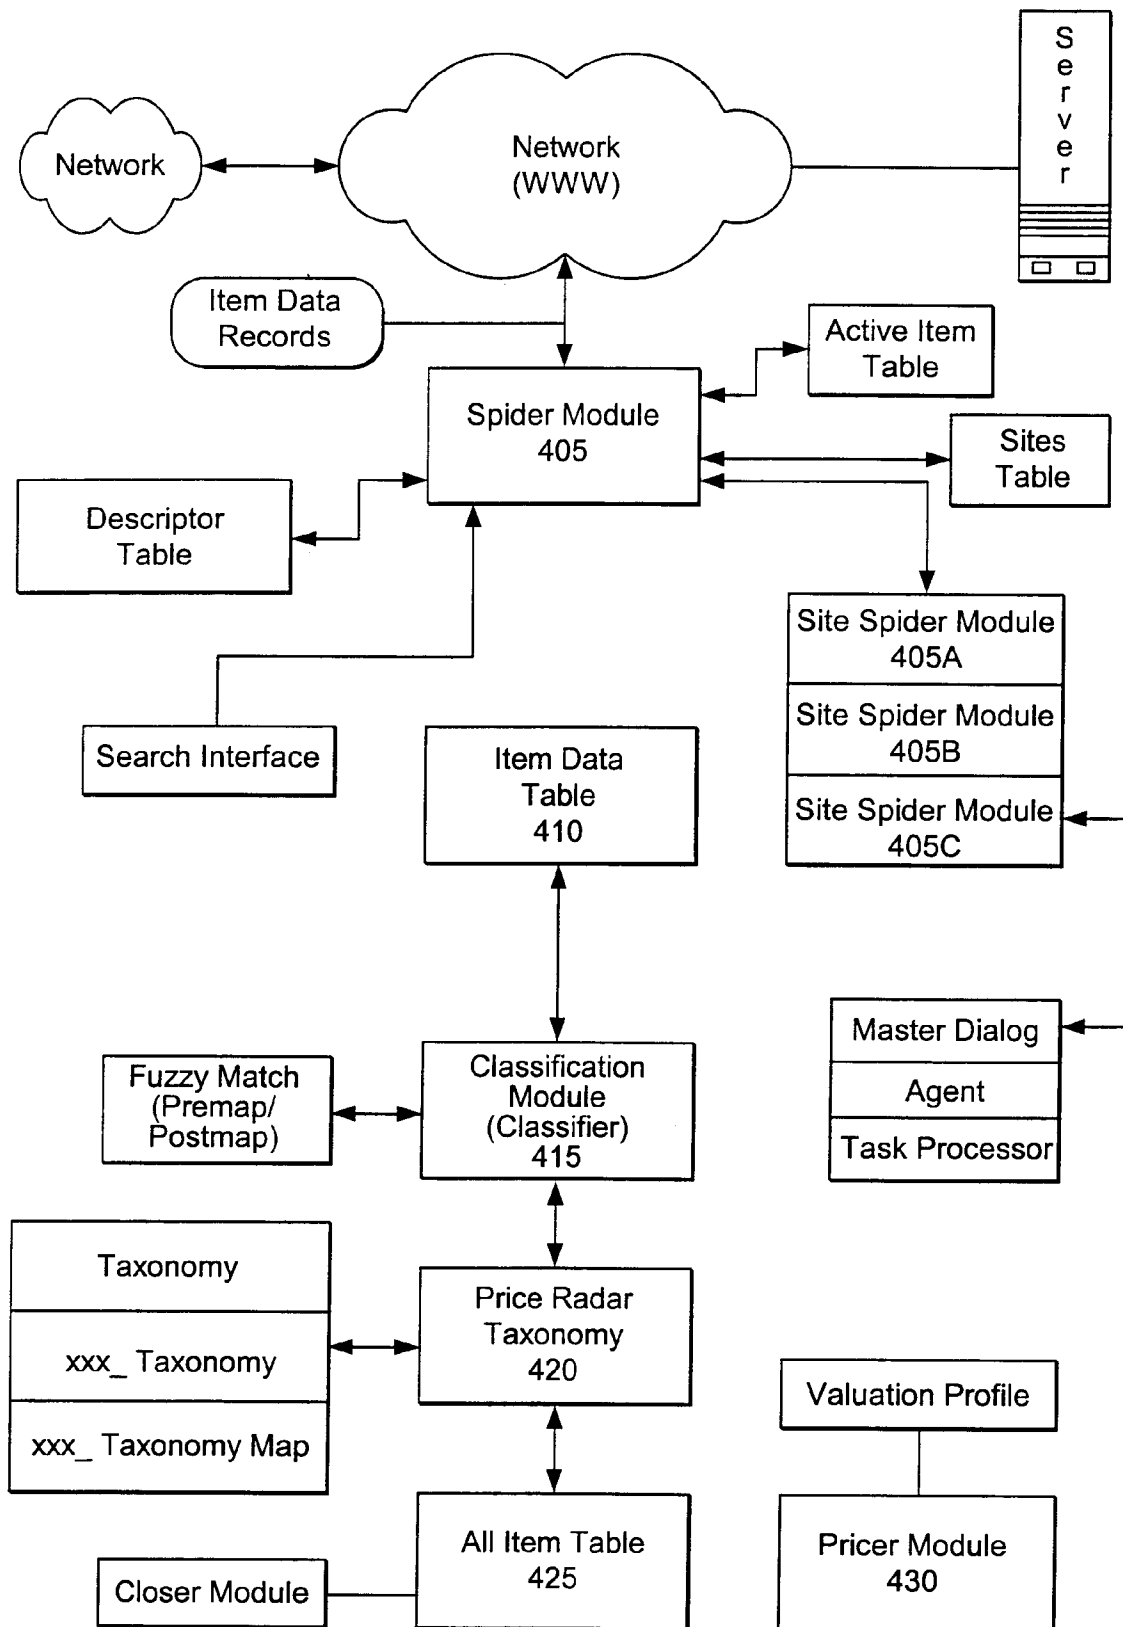 Server
Network
Network
(WWW)
Item Data
Records
Active Item
Table
Spider Module
405
Sites
Table
Descriptor
Table
Site Spider Module
405A
Site Spider Module
405B
Site Spider Module
405C
Search Interface
Item Data
Table
410
Master Dialog
Agent
Task Processor
Fuzzy Match
(Premap/
Postmap)
Classification
Module
(Classifier)
415
Taxonomy
xxx_ Taxonomy
xxx_ Taxonomy Map
Price Radar
Taxonomy
420
Valuation Profile
All Item Table
425
Pricer Module
430
Closer Module